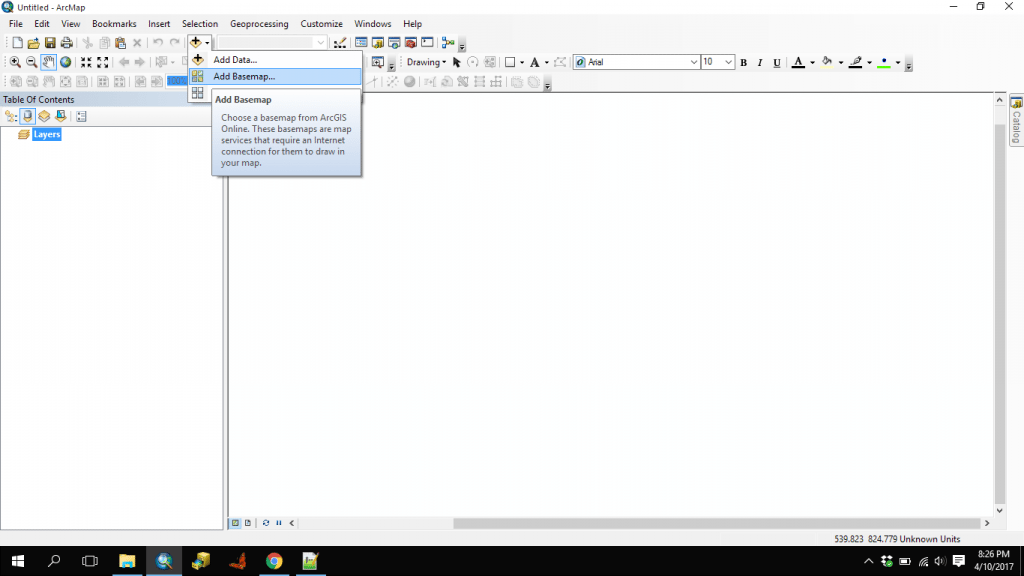 Untitled - ArcMap
File Edit View Bookmarks Insert Selection Geoprocessing Customize Windows Help
Add Data...
Drawing
Arial
10
B I U A
Add Basemap...
Table Of Contents
Add Basemap
Choose a basemap from ArcGIS
Online. These basemaps are map
services that require an Internet
connection for them to draw in
your map.
Layers
Catalog
539.823 824.779 Unknown Units
8:26 PM
4/10/2017